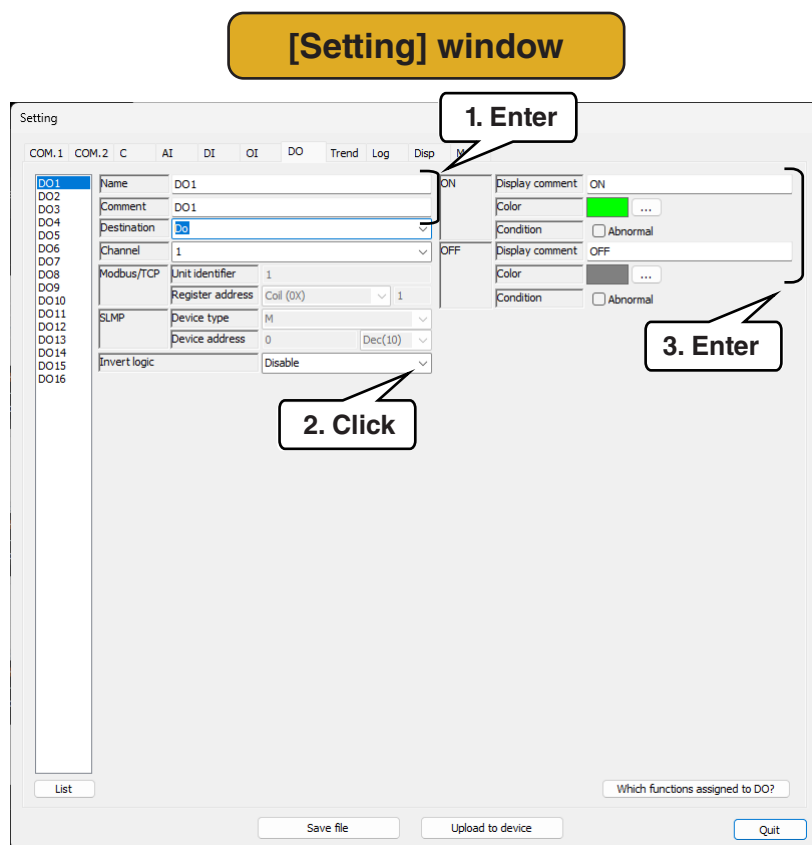 [Setting] window
Setting
1. Enter
COM.1 COM.2 C AI DI OI DO Trend Log Disp
DO1
DO2
DO3
DO4
DO5
DO6
DO7
DO8
DO9
DO10
DO11
DO12
DO13
DO14
DO15
DO16
Name DO1
Comment DO1
Destination Do
Channel 1
Modbus/TCP Unit identifier 1
Register address Coil (0X) 1
SLMP Device type M
Device address 0 Dec(10)
Invert logic Disable
ON Display comment ON
Color ...
Condition Abnormal
OFF Display comment OFF
Color ...
Condition Abnormal
3. Enter
2. Click
List
Which functions assigned to DO?
Save file
Upload to device
Quit